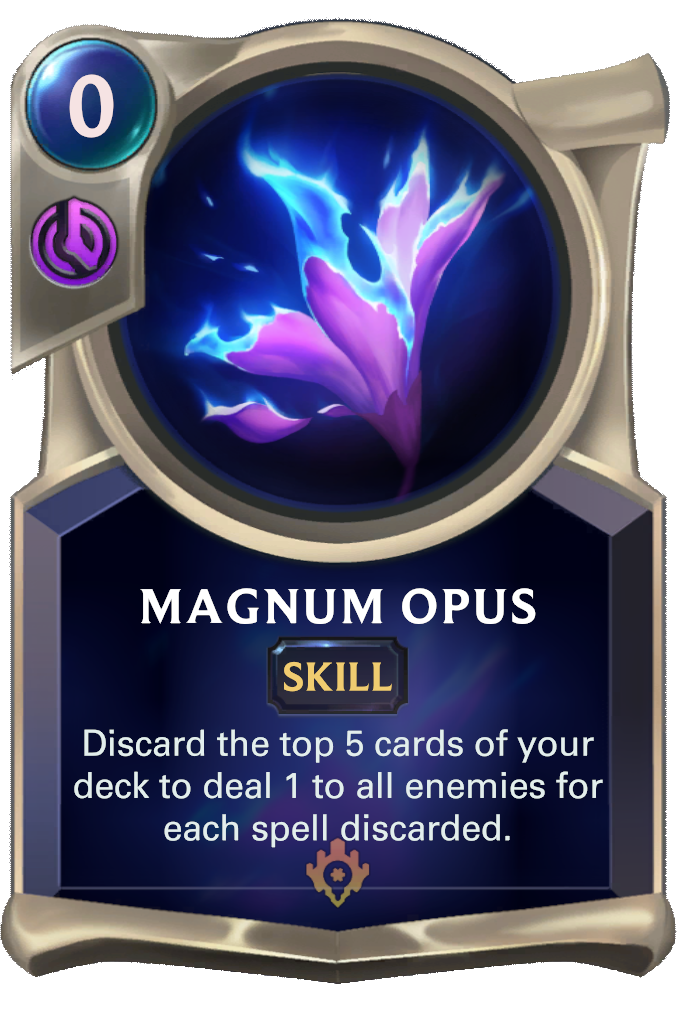 0
MAGNUM OPUS
SKILL
Discard the top 5 cards of your
deck to deal 1 to all enemies for
each spell discarded.